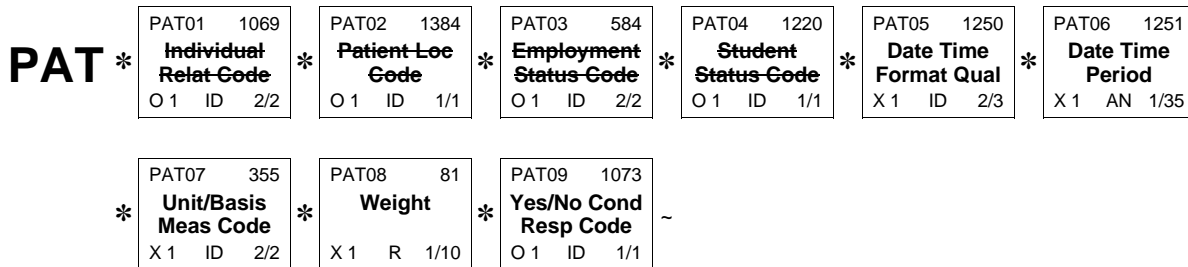 PAT * PAT01 1069 * PAT02 1384 * PAT03 584 * PAT04 1220 * PAT05 1250 * PAT06 1251
Individual Patient Loc Employment Student Date Time Date Time
Relat Code Code Status Code Status Code Format Qual Period
O 1 ID 2/2 O 1 ID 1/1 O 1 ID 2/2 O 1 ID 1/1 X 1 ID 2/3 X 1 AN 1/35
* PAT07 355 * PAT08 81 * PAT09 1073 ~
Unit/Basis Weight Yes/No Cond
Meas Code Resp Code
X 1 ID 2/2 X 1 R 1/10 O 1 ID 1/1